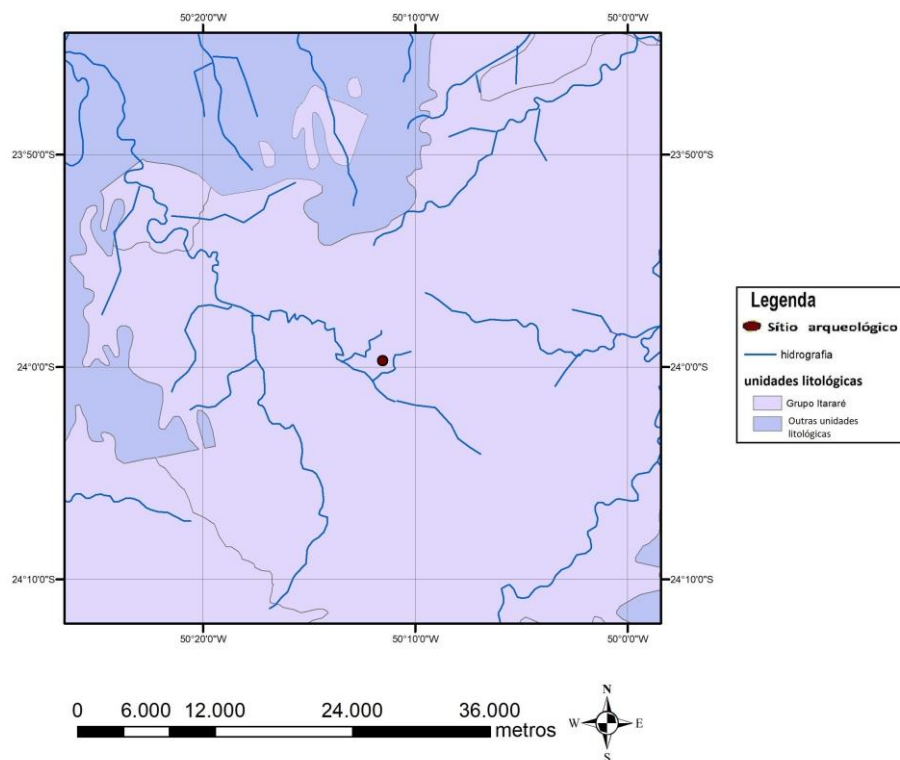 50°20'0"W 50°10'0"W 50°0'0"W
23°50'0"S 23°50'0"S
24°0'0"S 24°0'0"S
24°10'0"S 24°10'0"S
50°20'0"W 50°10'0"W 50°0'0"W
Legenda
Sítio arqueológico
hidrografia
unidades litológicas
Grupo Itararé
Outras unidades
litológicas
0 6.000 12.000 24.000 36.000
metros
N
W E
S